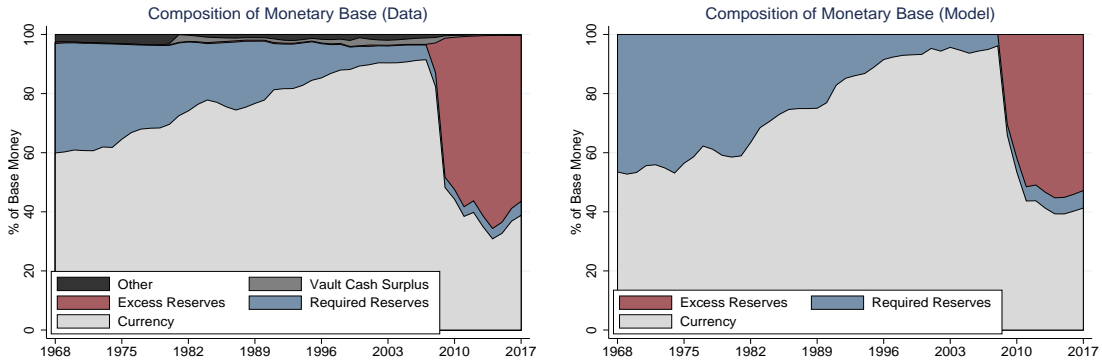 Composition of Monetary Base (Data)
% of Base Money
100
80
60
40
20
0
Other
Vault Cash Surplus
Excess Reserves
Required Reserves
Currency
1968 1975 1982 1989 1996 2003 2010 2017
Composition of Monetary Base (Model)
% of Base Money
100
80
60
40
20
0
Excess Reserves
Required Reserves
Currency
1968 1975 1982 1989 1996 2003 2010 2017